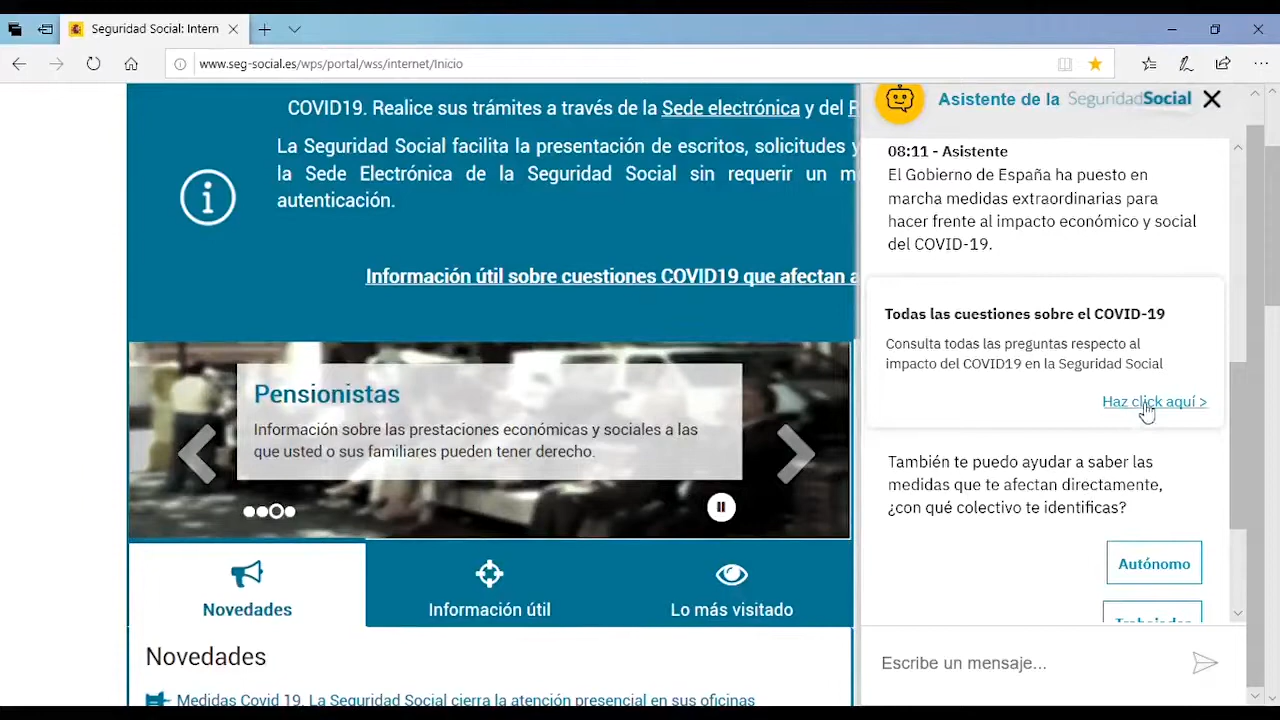 Seguridad Social: Intern
www.seg-social.es/wps/portal/wss/internet/Inicio
COVID19. Realice sus trámites a través de la Sede electrónica y del
La Seguridad Social facilita la presentación de escritos, solicitudes y
la Sede Electrónica de la Seguridad Social sin requerir un
autenticación.
Información útil sobre cuestiones COVID19 que afectan a
Pensionistas
Información sobre las prestaciones económicas y sociales a las
que usted o sus familiares pueden tener derecho.
Novedades
Información útil
Lo más visitado
Novedades
Medidas Covid 19. La Seguridad Social cierra la atención presencial en sus oficinas
Asistente de la SeguridadSocial
08:11 - Asistente
El Gobierno de España ha puesto en
marcha medidas extraordinarias para
hacer frente al impacto económico y social
del COVID-19.
Todas las cuestiones sobre el COVID-19
Consulta todas las preguntas respecto al
impacto del COVID19 en la Seguridad Social
Haz click aquí >
También te puedo ayudar a saber las
medidas que te afectan directamente,
¿con qué colectivo te identificas?
Autónomo
Trabajador
Escribe un mensaje...